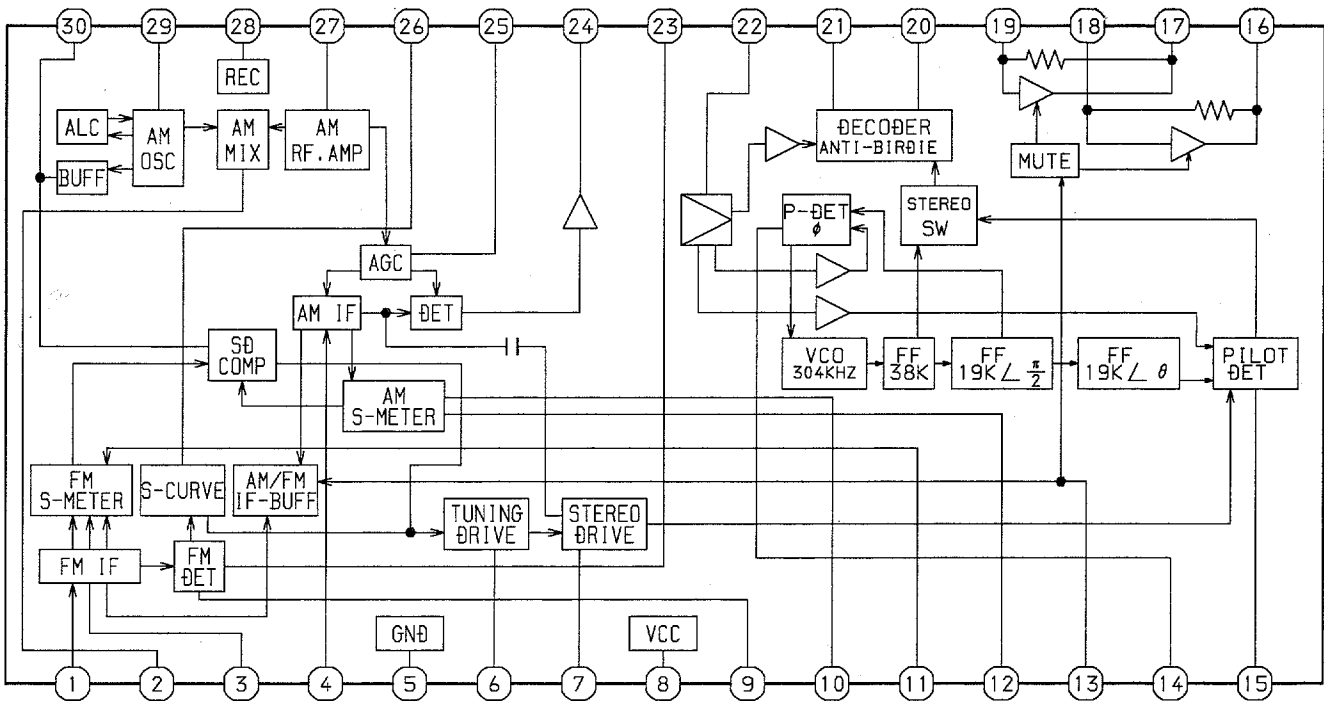 30 29 28 27 26 25 24 23 22 21 20 19 18 17 16
REC
ALC
AM
OSC
AM
MIX
AM
RF.AMP
BUFF
DECODER
ANTI-BIRDIE
MUTE
P-DET
φ
STEREO
SW
AGC
AM IF
DET
SD
COMP
AM
S-METER
VCO
304KHZ
FF
38K
FF
19K∠ π/2
FF
19K∠ θ
PILOT
DET
FM
S-METER
S-CURVE
AM/FM
IF-BUFF
TUNING
DRIVE
STEREO
DRIVE
FM IF
FM
DET
GND
VCC
1 2 3 4 5 6 7 8 9 10 11 12 13 14 15